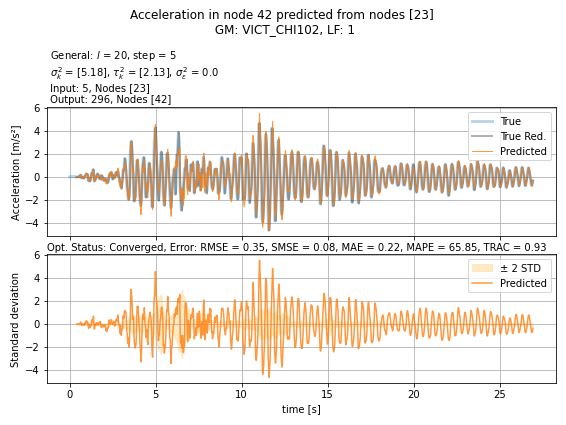 Acceleration in node 42 predicted from nodes [23]
GM: VICT_CHI102, LF: 1
General: l = 20, step = 5
σ²ₖ = [5.18], τ²ₖ = [2.13], σ²ε = 0.0
Input: 5, Nodes [23]
Output: 296, Nodes [42]
6
4
2
0
−2
−4
Acceleration [m/s²]
True
True Red.
Predicted
Opt. Status: Converged, Error: RMSE = 0.35, SMSE = 0.08, MAE = 0.22, MAPE = 65.85, TRAC = 0.93
6
4
2
0
−2
−4
Standard deviation
± 2 STD
Predicted
0 5 10 15 20 25
time [s]